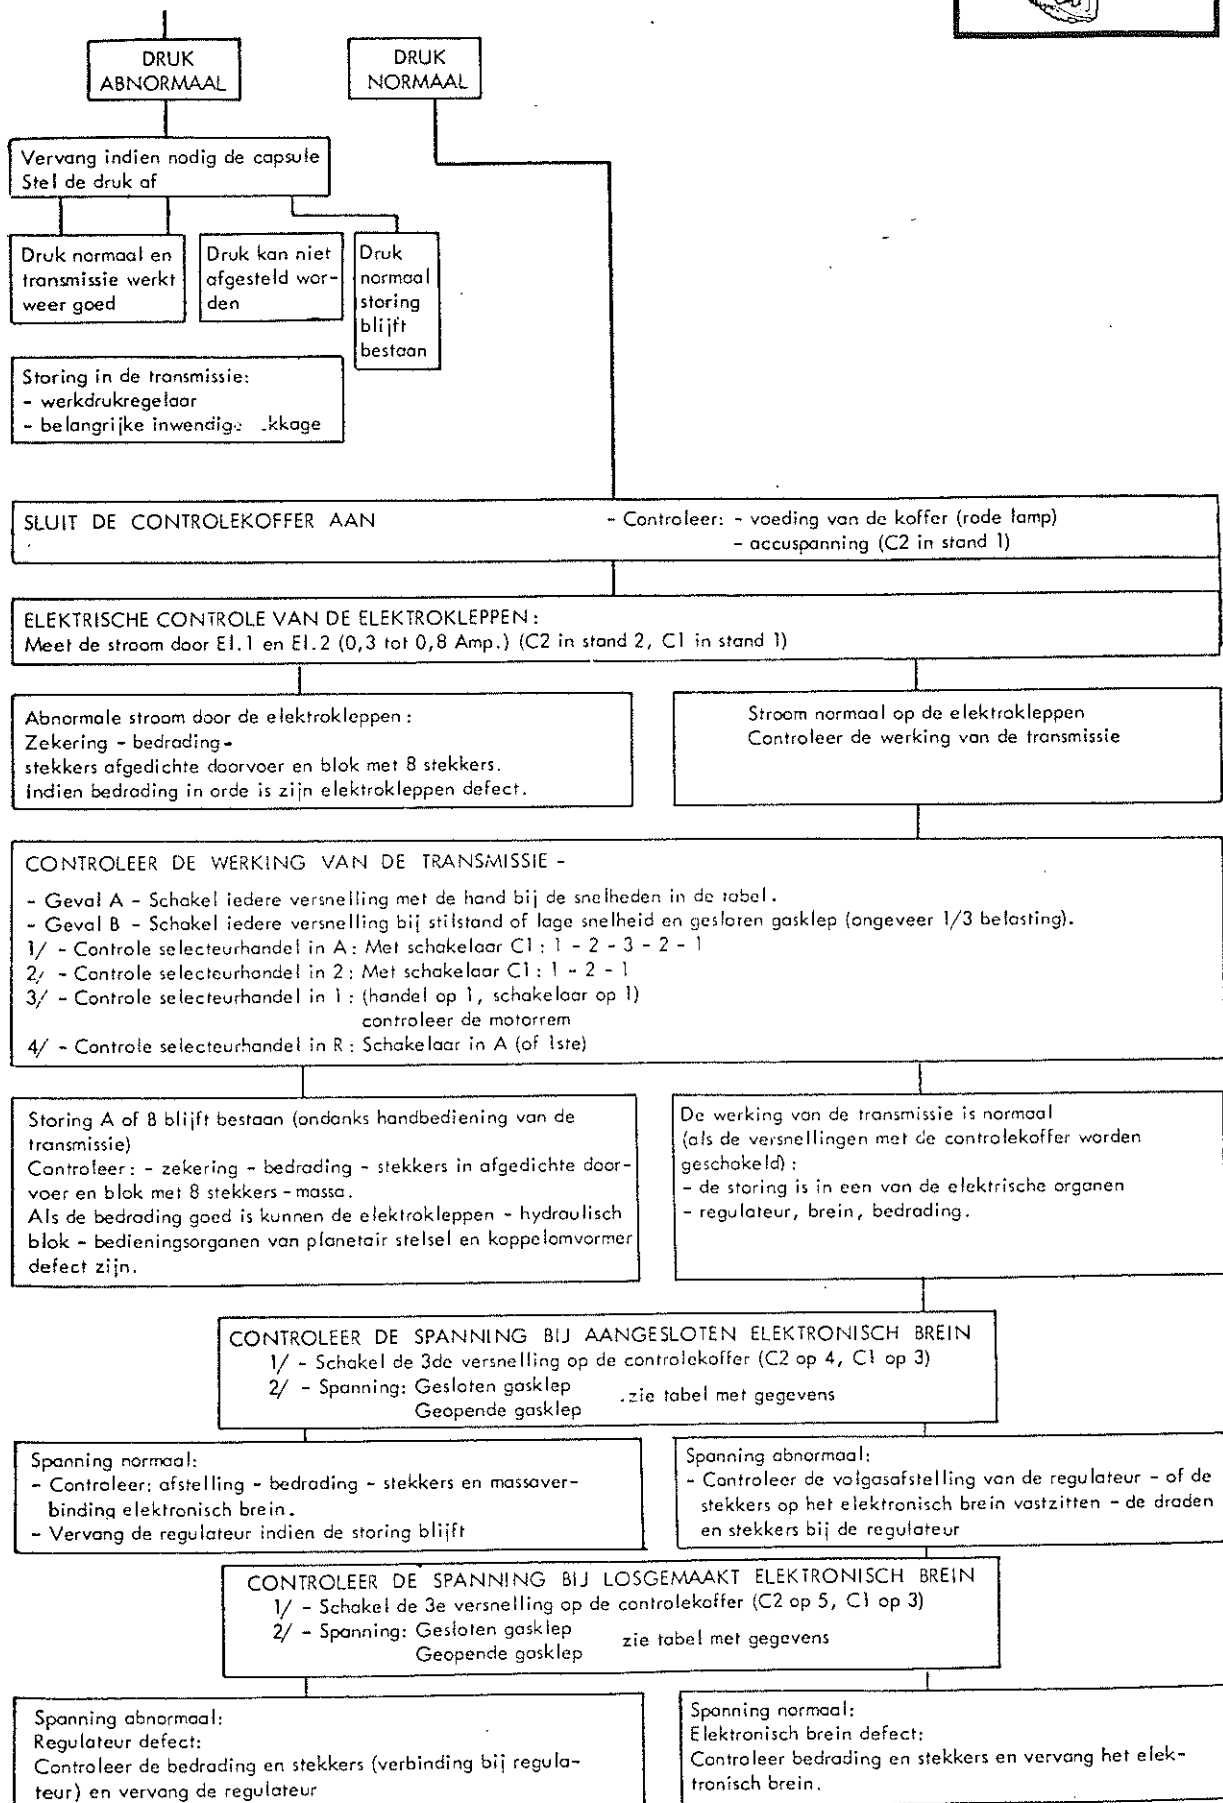 DRUK
ABNORMAAL
DRUK
NORMAAL
Vervang indien nodig de capsule
Stel de druk af
Druk normaal en
transmissie werkt
weer goed
Druk kan niet
afgesteld wor-
den
Druk
normaal
storing
blijft
bestaan
Storing in de transmissie:
- werkdrukregelaar
- belangrijke inwendige kkage
SLUIT DE CONTROLEKOFFER AAN - Controleer: - voeding van de koffer (rode lamp)
- accuspanning (C2 in stand 1)
ELEKTRISCHE CONTROLE VAN DE ELEKTROKLEPPEN:
Meet de stroom door El.1 en El.2 (0,3 tot 0,8 Amp.) (C2 in stand 2, C1 in stand 1)
Abnormale stroom door de elektrokleppen:
Zekering - bedrading-
stekkers afgedichte doorvoer en blok met 8 stekkers.
Indien bedrading in orde is zijn elektrokleppen defect.
Stroom normaal op de elektrokleppen
Controleer de werking van de transmissie
CONTROLEER DE WERKING VAN DE TRANSMISSIE -
- Geval A - Schakel iedere versnelling met de hand bij de snelheden in de tabel.
- Geval B - Schakel iedere versnelling bij stilstand of lage snelheid en gesloren gasklep (ongeveer 1/3 belasting).
1/ - Controle selecteurhandel in A: Met schakelaar C1: 1 - 2 - 3 - 2 - 1
2/ - Controle selecteurhandel in 2: Met schakelaar C1: 1 - 2 - 1
3/ - Controle selecteurhandel in 1: (handel op 1, schakelaar op 1)
controleer de motorrem
4/ - Controle selecteurhandel in R: Schakelaar in A (of 1ste)
Storing A of B blijft bestaan (ondanks handbediening van de
transmissie)
Controleer: - zekering - bedrading - stekkers in afgedichte door-
voer en blok met 8 stekkers - massa.
Als de bedrading goed is kunnen de elektrokleppen - hydraulisch
blok - bedieningsorganen van planetair stelsel en koppelomvormer
defect zijn.
De werking van de transmissie is normaal
(als de versnellingen met de controlekoffer worden
geschakeld):
- de storing is in een van de elektrische organen
- regulateur, brein, bedrading.
CONTROLEER DE SPANNING BIJ AANGESLOTEN ELEKTRONISCH BREIN
1/ - Schakel de 3de versnelling op de controlekoffer (C2 op 4, C1 op 3)
2/ - Spanning: Gesloten gasklep .zie tabel met gegevens
Geopende gasklep
Spanning normaal:
- Controleer: afstelling - bedrading - stekkers en massaver-
binding elektronisch brein.
- Vervang de regulateur indien de storing blijft
Spanning abnormaal:
- Controleer de volgasafstelling van de regulateur - of de
stekkers op het elektronisch brein vastzitten - de draden
en stekkers bij de regulateur
CONTROLEER DE SPANNING BIJ LOSGEMAAKT ELEKTRONISCH BREIN
1/ - Schakel de 3e versnelling op de controlekoffer (C2 op 5, C1 op 3)
2/ - Spanning: Gesloten gasklep zie tabel met gegevens
Geopende gasklep
Spanning abnormaal:
Regulateur defect:
Controleer de bedrading en stekkers (verbinding bij regula-
teur) en vervang de regulateur
Spanning normaal:
Elektronisch brein defect:
Controleer bedrading en stekkers en vervang het elek-
tronisch brein.